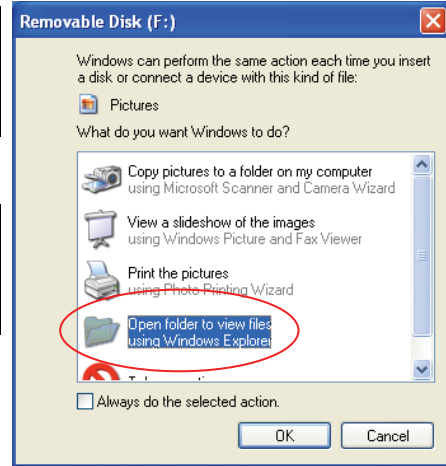 Removable Disk (F:)
Windows can perform the same action each time you insert
a disk or connect a device with this kind of file:
Pictures
What do you want Windows to do?
Copy pictures to a folder on my computer
using Microsoft Scanner and Camera Wizard
View a slideshow of the images
using Windows Picture and Fax Viewer
Print the pictures
using Photo Printing Wizard
Open folder to view files
using Windows Explorer
Always do the selected action.
OK
Cancel